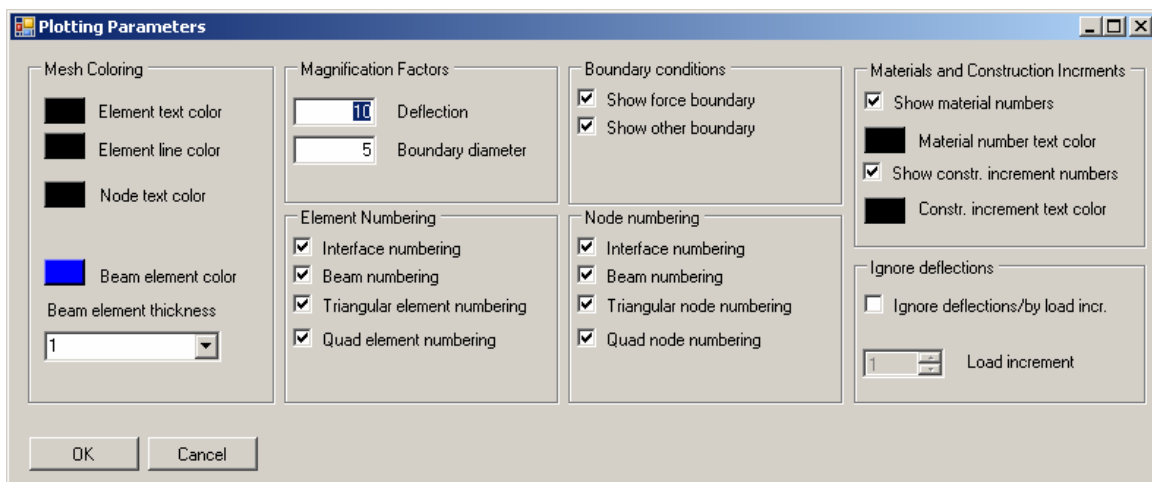 Plotting Parameters
Mesh Coloring
Element text color
Element line color
Node text color
Beam element color
Beam element thickness
1
Magnification Factors
10 Deflection
5 Boundary diameter
Element Numbering
Interface numbering
Beam numbering
Triangular element numbering
Quad element numbering
Boundary conditions
Show force boundary
Show other boundary
Node numbering
Interface numbering
Beam numbering
Triangular node numbering
Quad node numbering
Materials and Construction Incrments
Show material numbers
Material number text color
Show constr. increment numbers
Constr. increment text color
Ignore deflections
Ignore deflections/by load incr.
1 Load increment
OK Cancel